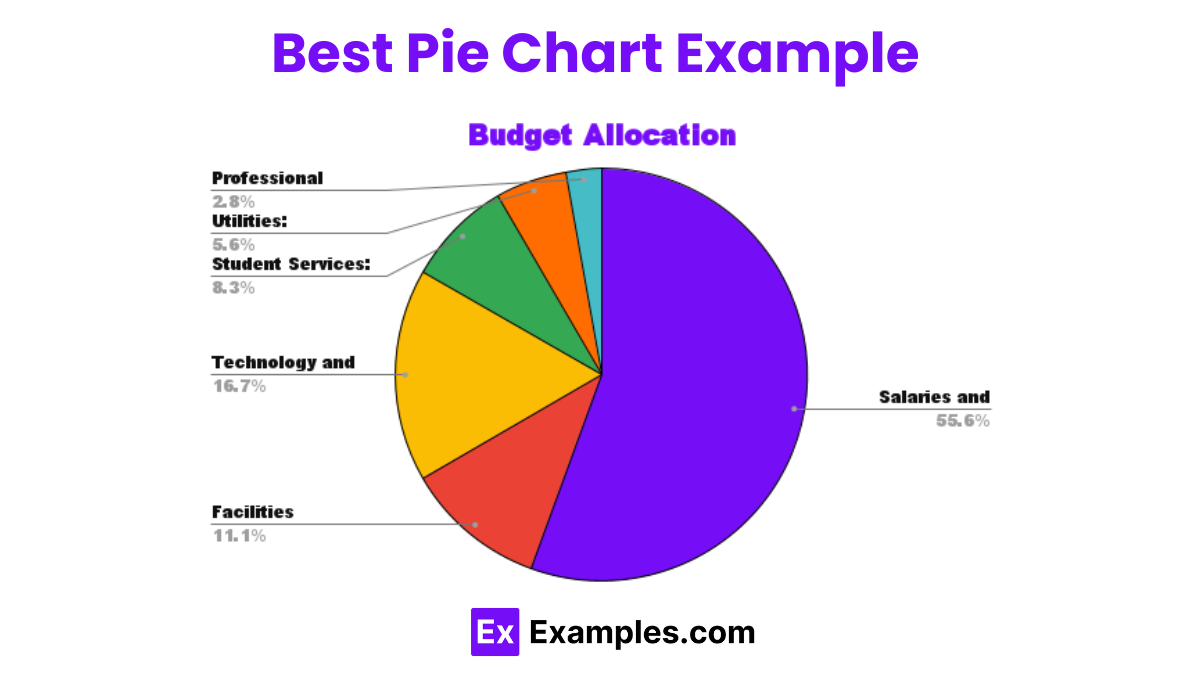 Best Pie Chart Example
Budget Allocation
Professional
2.8%
Utilities:
5.6%
Student Services:
8.3%
Technology and
16.7%
Salaries and
55.6%
Facilities
11.1%
Ex Examples.com